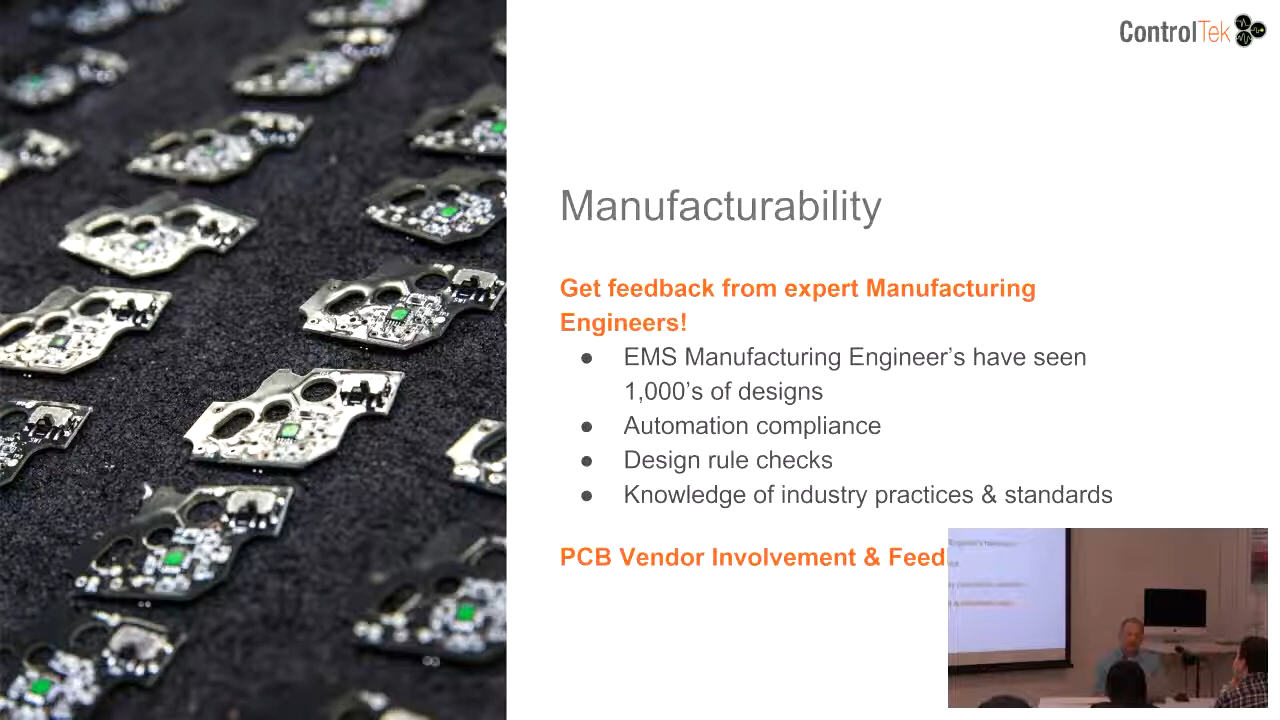 ControlTek
Manufacturability
Get feedback from expert Manufacturing
Engineers!
● EMS Manufacturing Engineer’s have seen
1,000’s of designs
● Automation compliance
● Design rule checks
● Knowledge of industry practices & standards
PCB Vendor Involvement & Feed